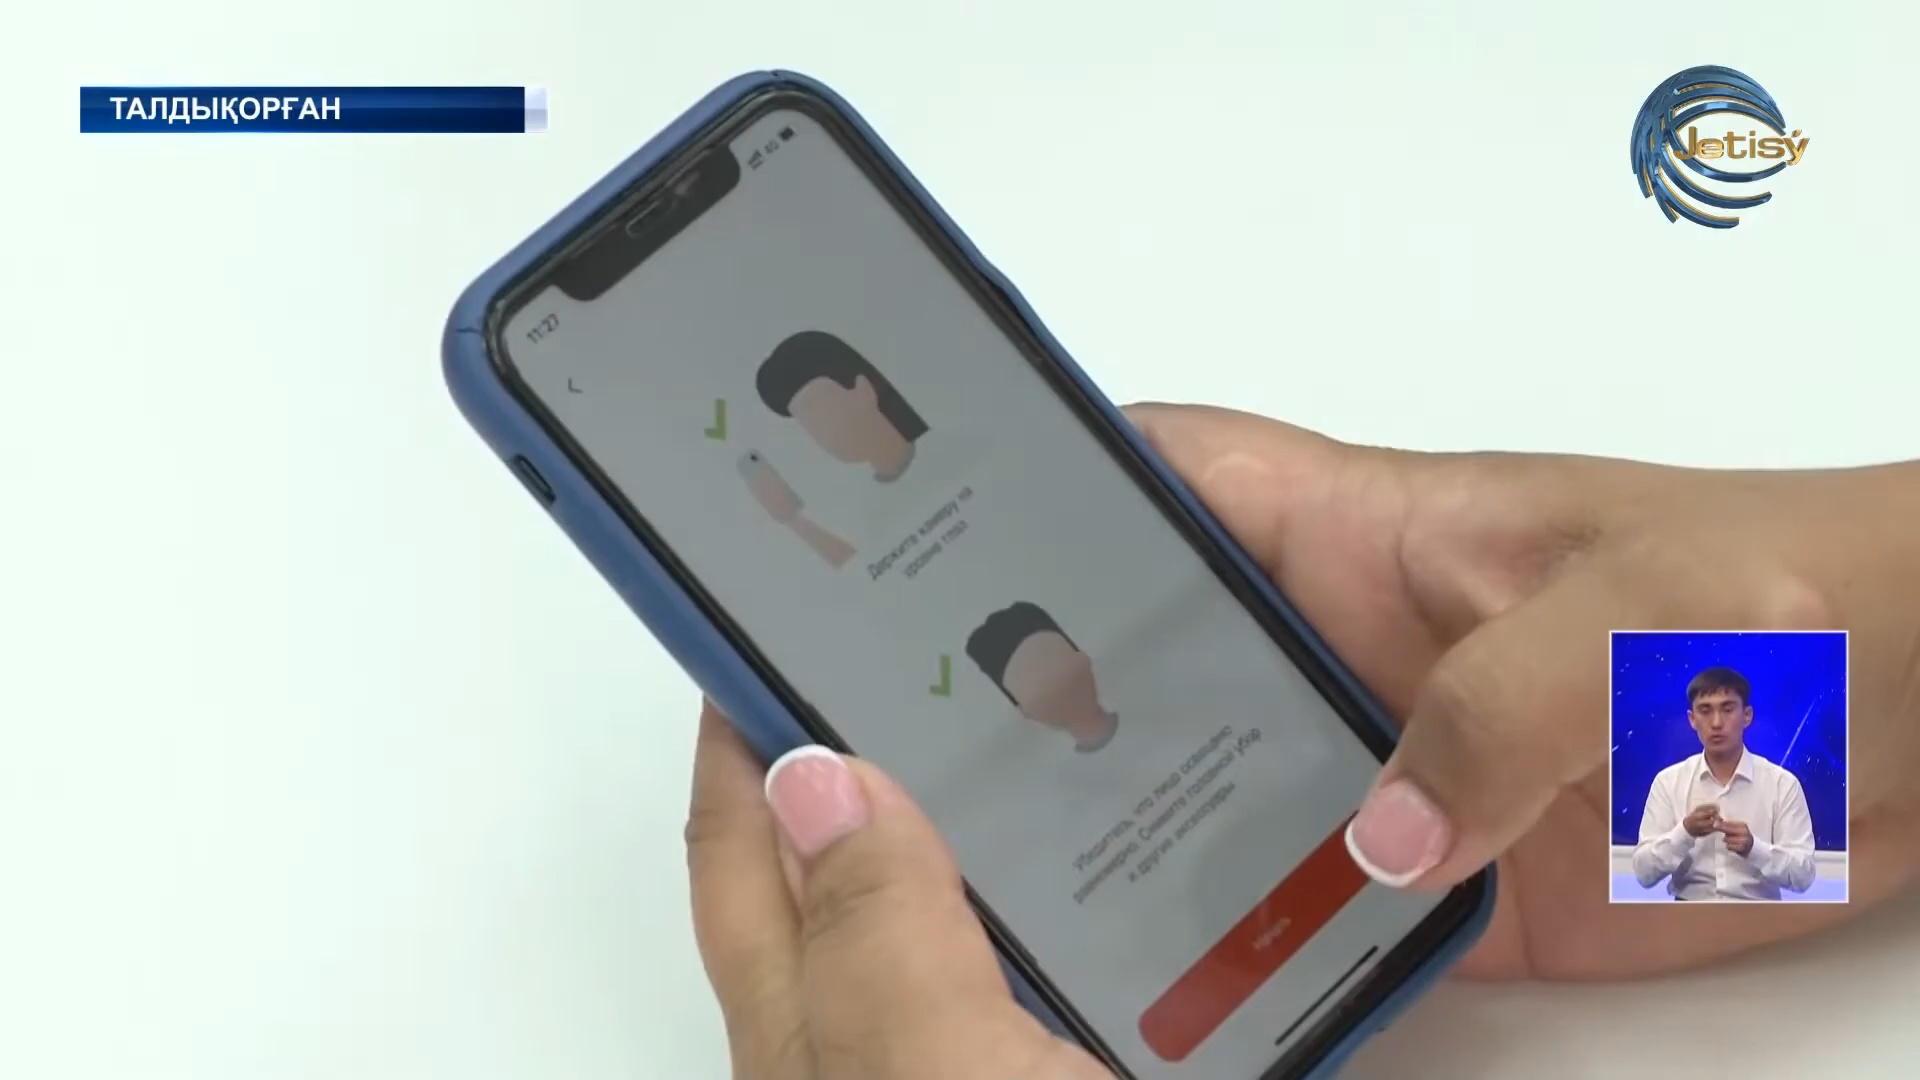 ТАЛДЫҚОРҒАН
Jetisý
11:27
4G
Держите камеру на
уровне глаз
Убедитесь, что лицо освещено
равномерно. Снимите головной убор
и другие аксессуары